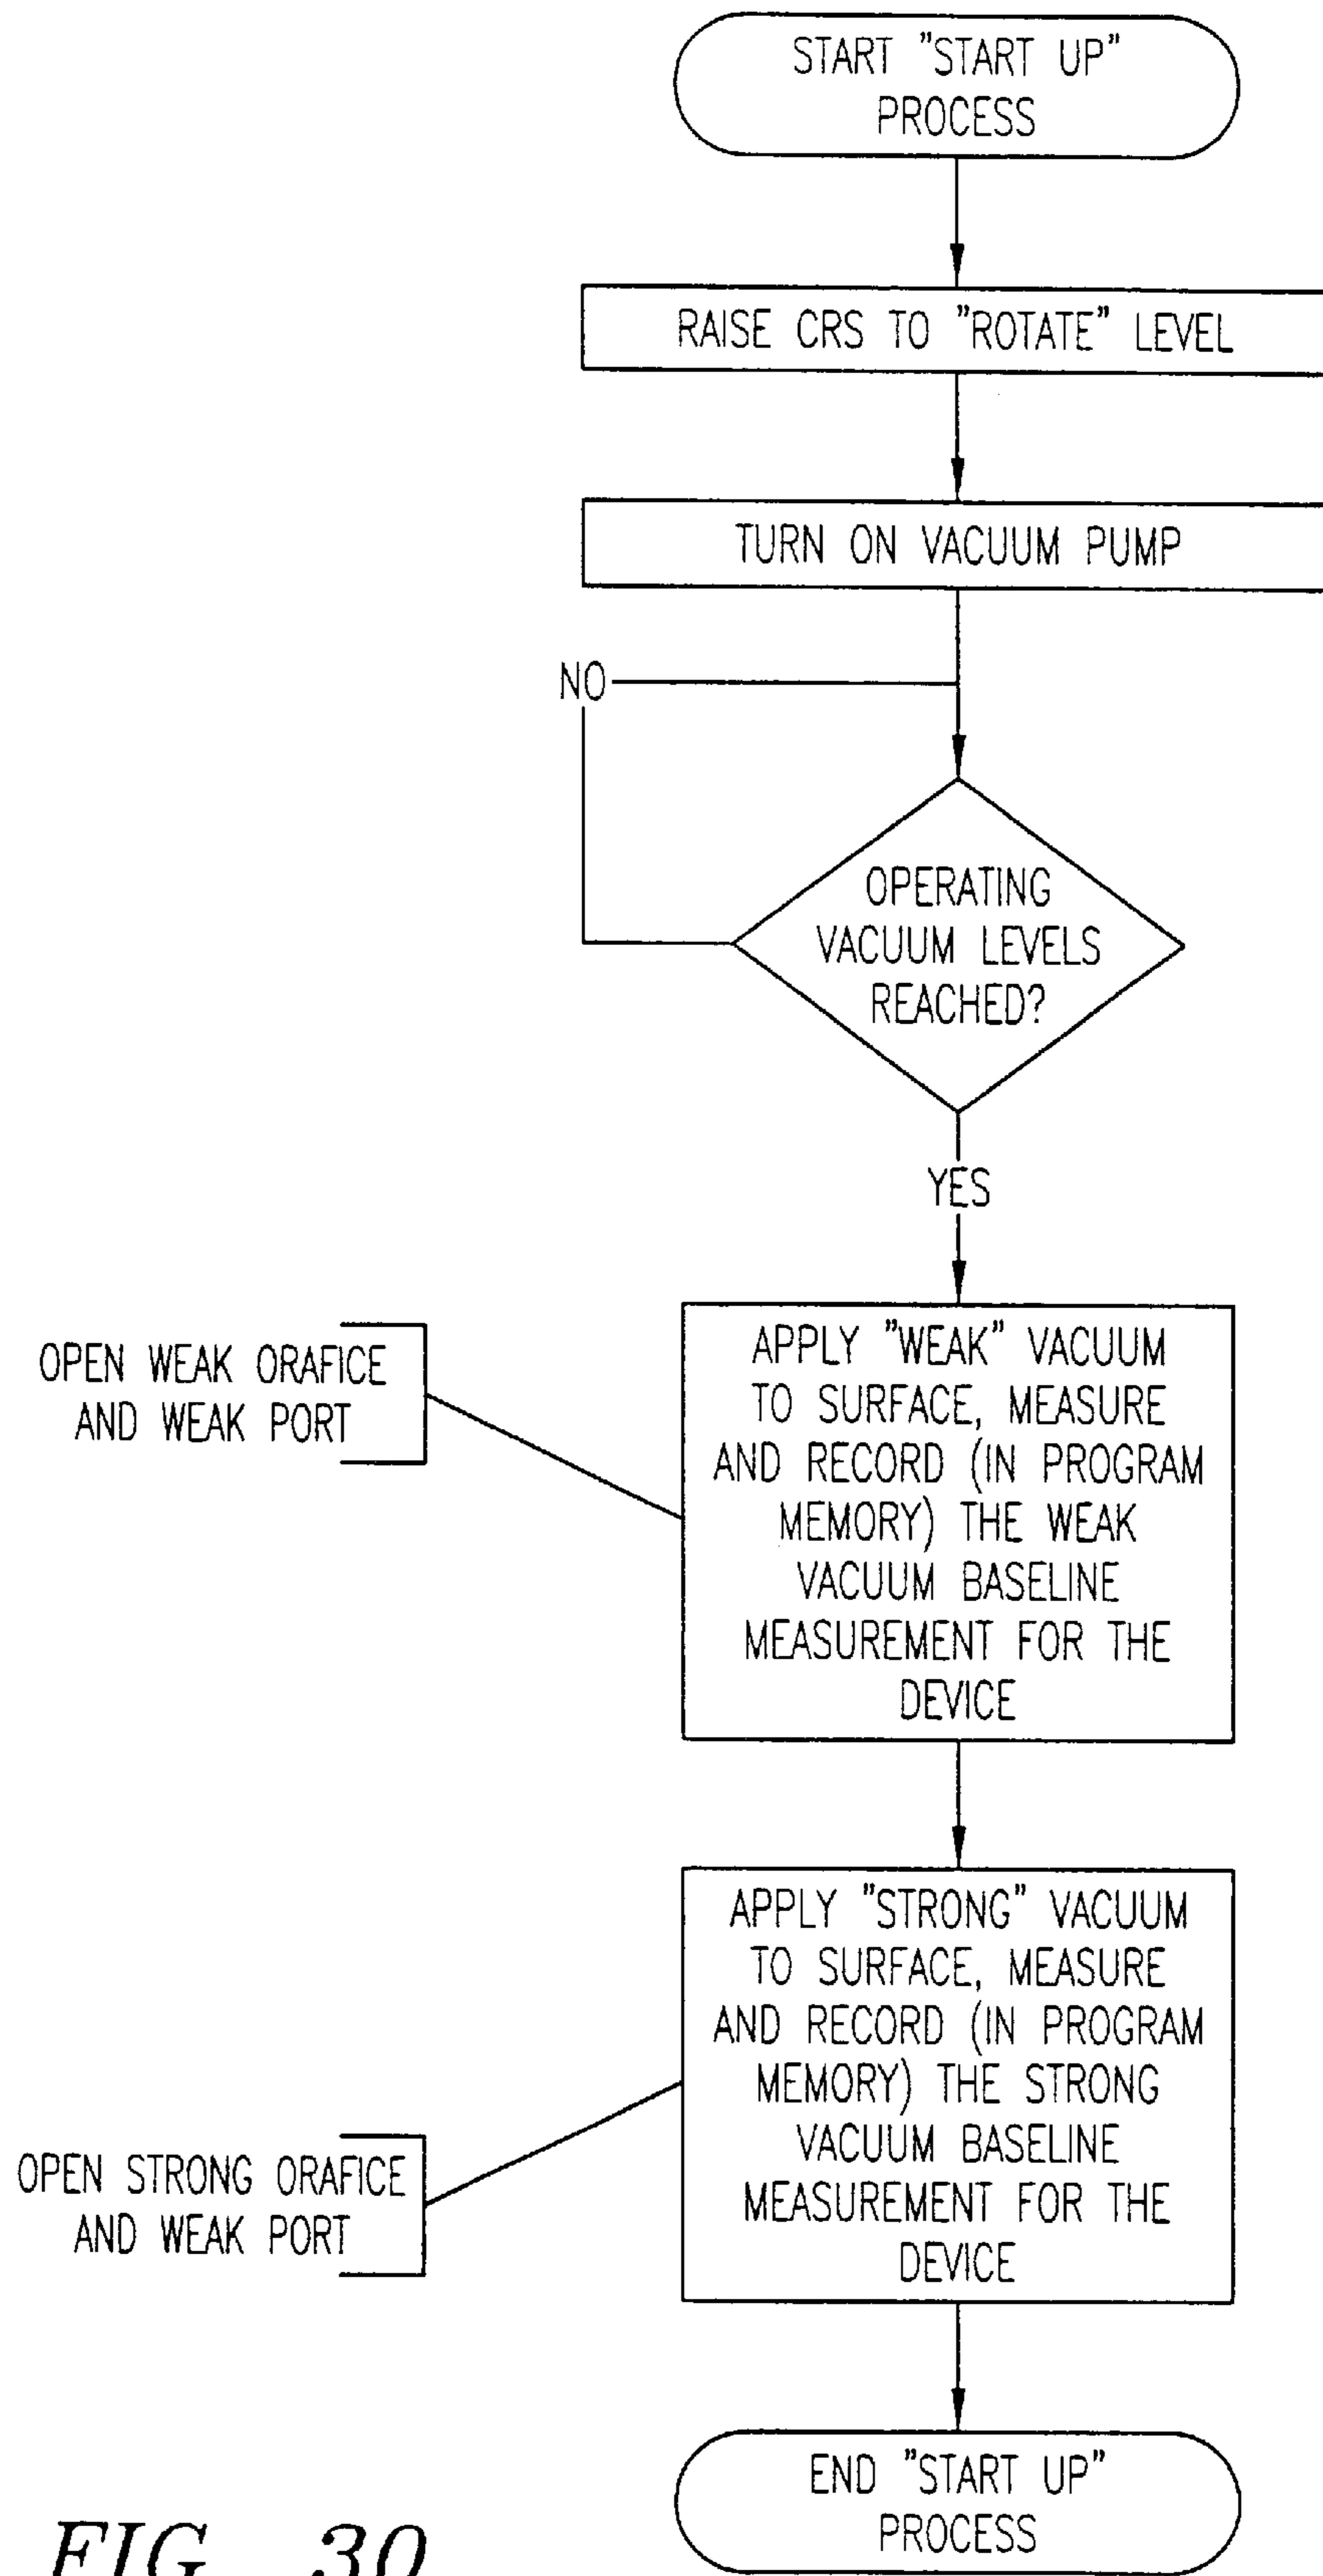 START "START UP"
PROCESS
RAISE CRS TO "ROTATE" LEVEL
TURN ON VACUUM PUMP
NO
OPERATING
VACUUM LEVELS
REACHED?
YES
OPEN WEAK ORAFICE
AND WEAK PORT
APPLY "WEAK" VACUUM
TO SURFACE, MEASURE
AND RECORD (IN PROGRAM
MEMORY) THE WEAK
VACUUM BASELINE
MEASUREMENT FOR THE
DEVICE
APPLY "STRONG" VACUUM
TO SURFACE, MEASURE
AND RECORD (IN PROGRAM
MEMORY) THE STRONG
VACUUM BASELINE
MEASUREMENT FOR THE
DEVICE
OPEN STRONG ORAFICE
AND WEAK PORT
END "START UP"
PROCESS
FIG. 30